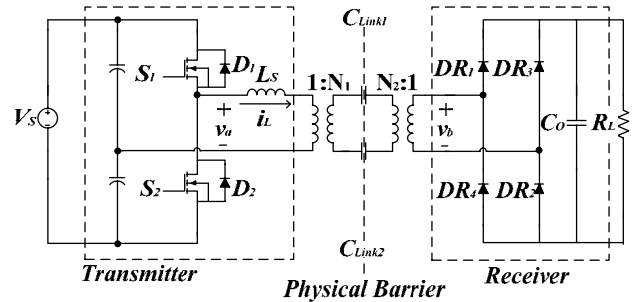 C_Link1
S_1
D_1
L_S
1:N_1
N_2:1
DR_1
DR_3
V_S
+
v_a
-
i_L
+
v_b
-
C_O
R_L
S_2
D_2
DR_4
DR_2
C_Link2
Transmitter
Physical Barrier
Receiver